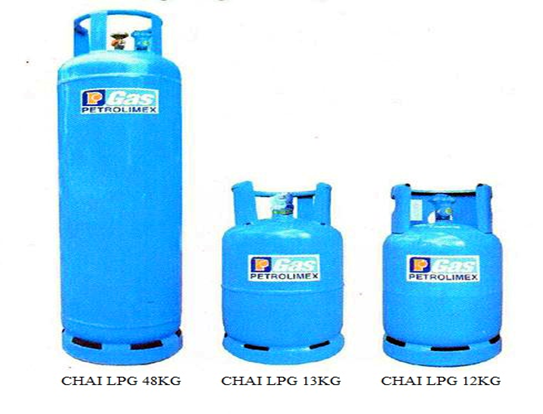 P Gas
PETROLIMEX
P Gas
PETROLIMEX
P Gas
PETROLIMEX
CHAI LPG 48KG
CHAI LPG 13KG
CHAI LPG 12KG